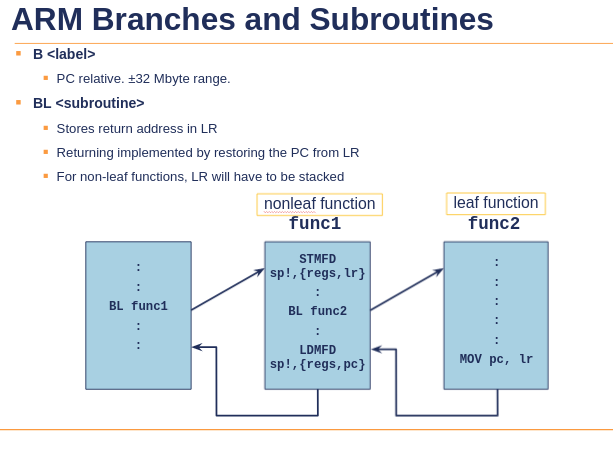 ARM Branches and Subroutines
B <label>
PC relative. ±32 Mbyte range.
BL <subroutine>
Stores return address in LR
Returning implemented by restoring the PC from LR
For non-leaf functions, LR will have to be stacked
nonleaf function
func1
leaf function
func2
:
:
BL func1
:
:
STMFD
sp!,{regs,lr}
:
BL func2
:
LDMFD
sp!,{regs,pc}
:
:
:
:
:
MOV pc, lr